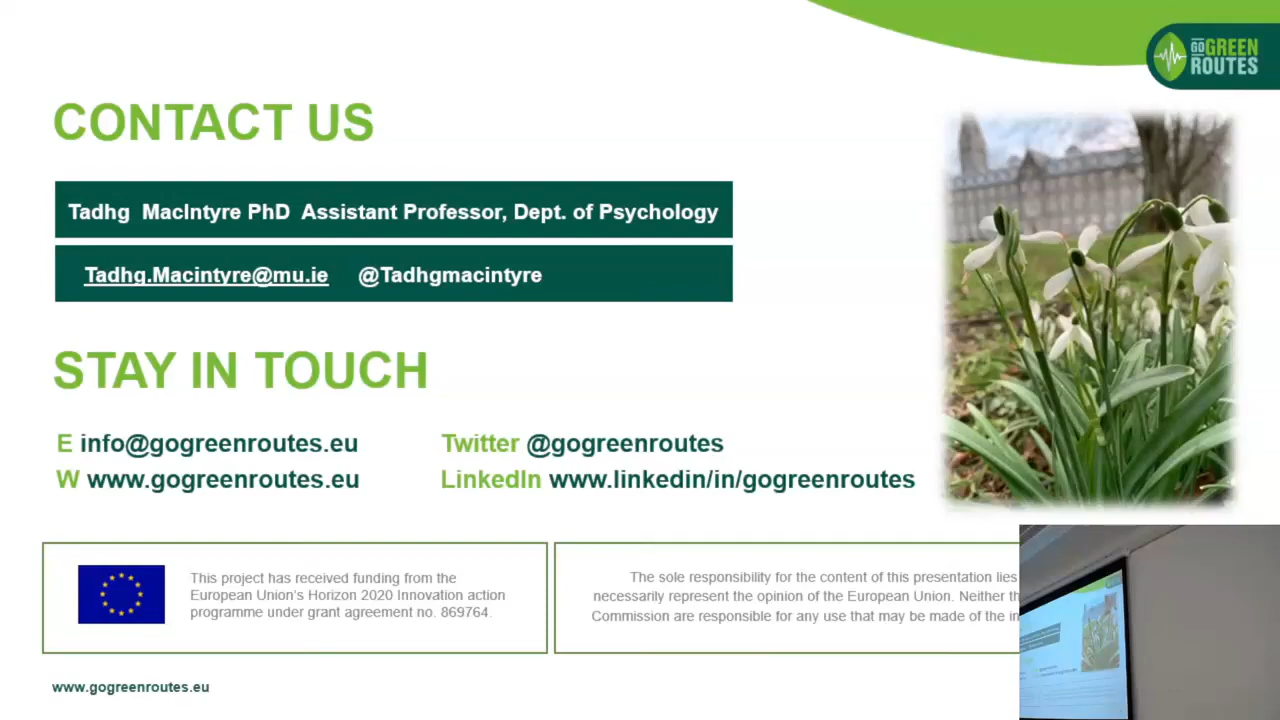 GO GREEN
ROUTES
CONTACT US
Tadhg MacIntyre PhD Assistant Professor, Dept. of Psychology
Tadhg.Macintyre@mu.ie @Tadhgmacintyre
STAY IN TOUCH
E info@gogreenroutes.eu Twitter @gogreenroutes
W www.gogreenroutes.eu LinkedIn www.linkedin/in/gogreenroutes
This project has received funding from the
European Union's Horizon 2020 Innovation action
programme under grant agreement no. 869764.
The sole responsibility for the content of this presentation lies
necessarily represent the opinion of the European Union. Neither
Commission are responsible for any use that may be made of the
www.gogreenroutes.eu